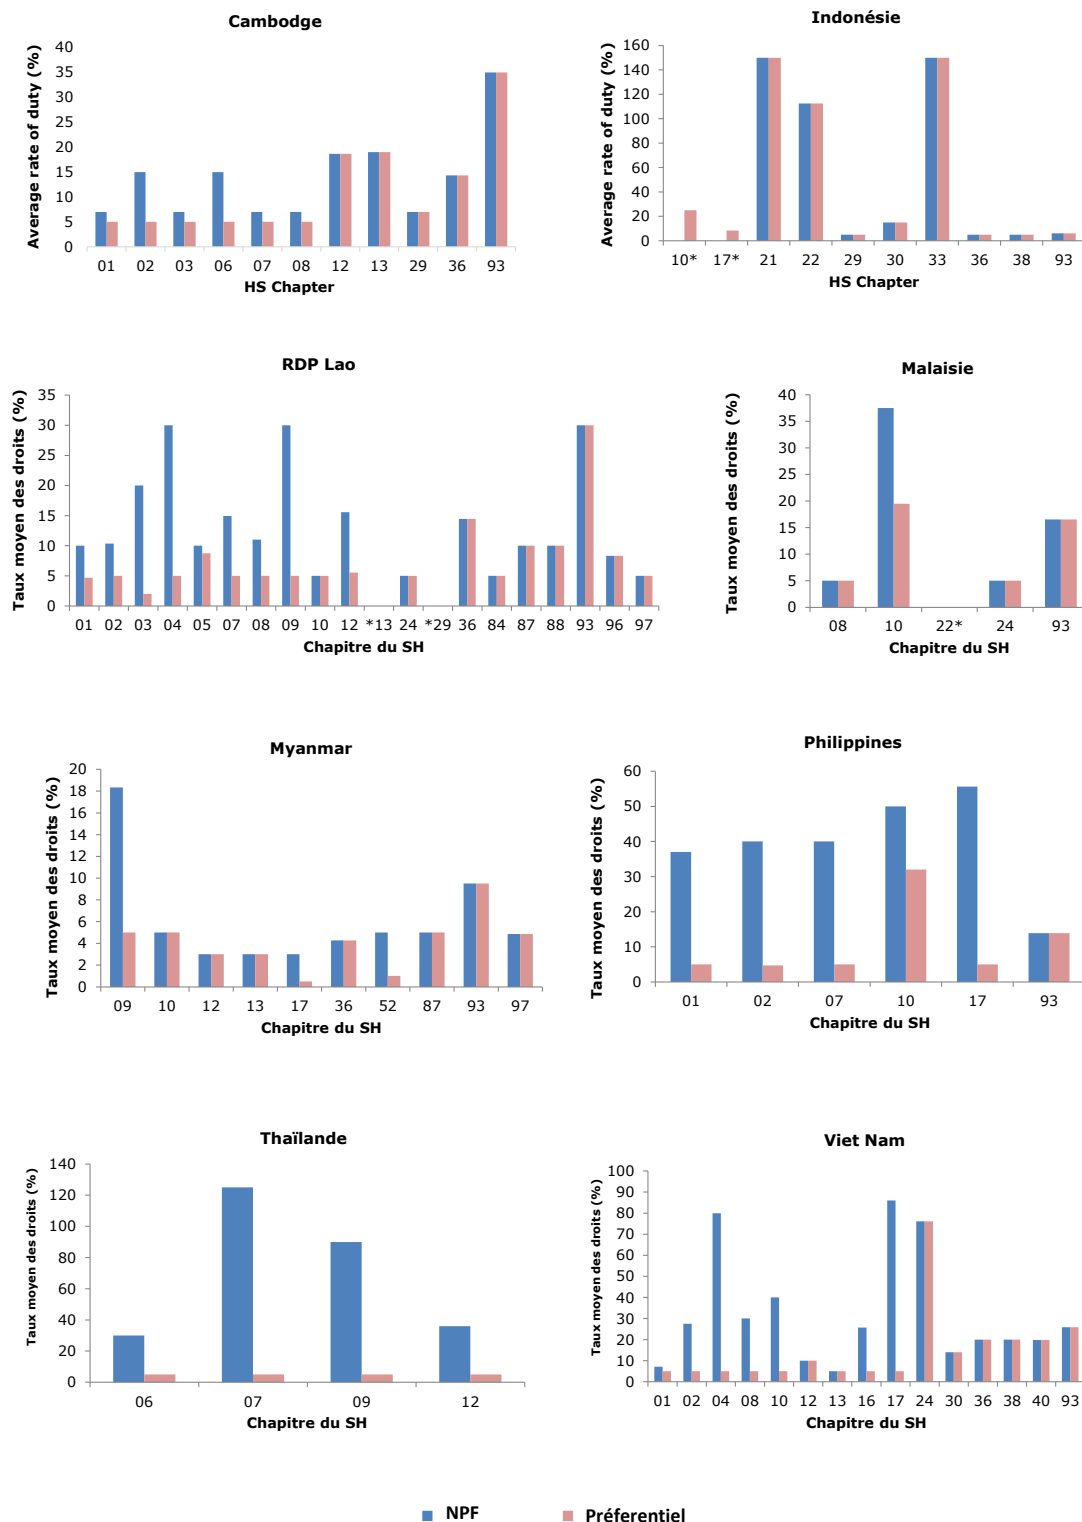 Cambodge
Average rate of duty (%)
40
35
30
25
20
15
10
5
0
01 02 03 06 07 08 12 13 29 36 93
HS Chapter
Indonésie
Average rate of duty (%)
160
140
120
100
80
60
40
20
0
10* 17* 21 22 29 30 33 36 38 93
HS Chapter
RDP Lao
Taux moyen des droits (%)
35
30
25
20
15
10
5
0
01 02 03 04 05 07 08 09 10 12 *13 24 *29 36 84 87 88 93 96 97
Chapitre du SH
Malaisie
Taux moyen des droits (%)
40
35
30
25
20
15
10
5
0
08 10 22* 24 93
Chapitre du SH
Myanmar
Taux moyen des droits (%)
20
18
16
14
12
10
8
6
4
2
0
09 10 12 13 17 36 52 87 93 97
Chapitre du SH
Philippines
Taux moyen des droits (%)
60
50
40
30
20
10
0
01 02 07 10 17 93
Chapitre du SH
Thaïlande
Taux moyen des droits (%)
140
120
100
80
60
40
20
0
06 07 09 12
Chapitre du SH
Viet Nam
Taux moyen des droits (%)
100
90
80
70
60
50
40
30
20
10
0
01 02 04 08 10 12 13 16 17 24 30 36 38 40 93
Chapitre du SH
NPF Préferentiel